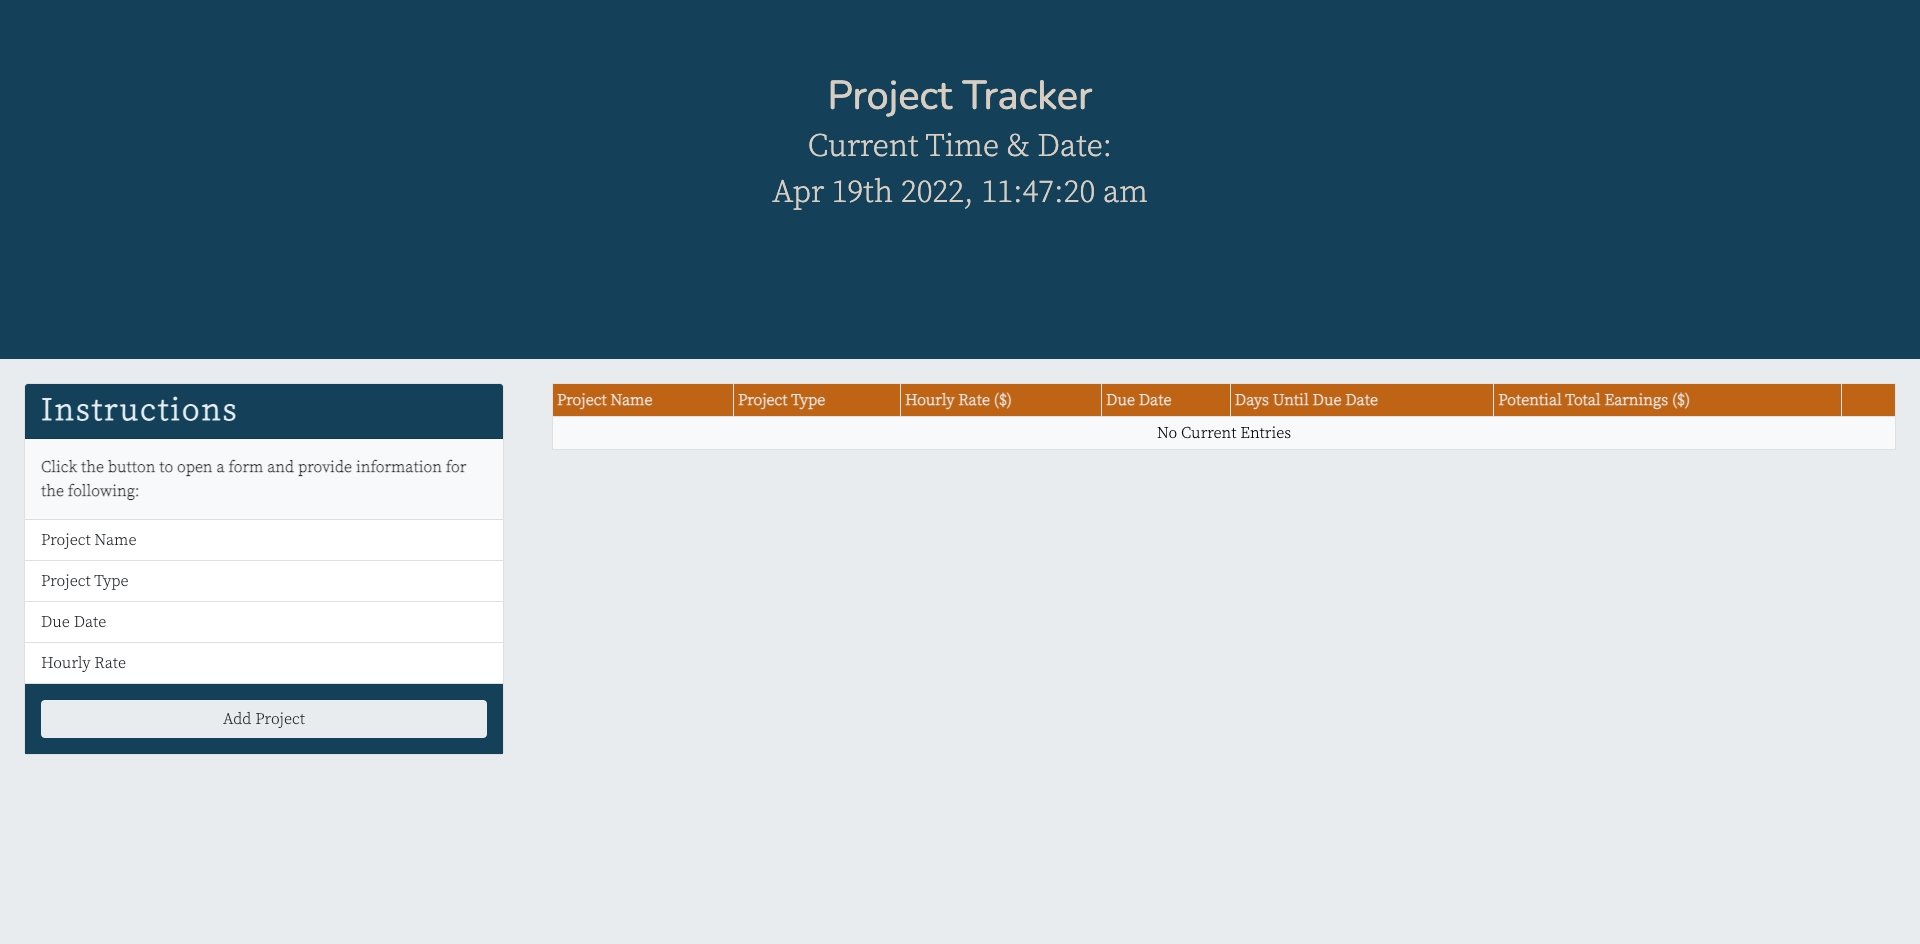 Project Tracker
Current Time & Date:
Apr 19th 2022, 11:47:20 am
Instructions
Click the button to open a form and provide information for
the following:
Project Name
Project Type
Due Date
Hourly Rate
Add Project
Project Name Project Type Hourly Rate ($) Due Date Days Until Due Date Potential Total Earnings ($)
No Current Entries